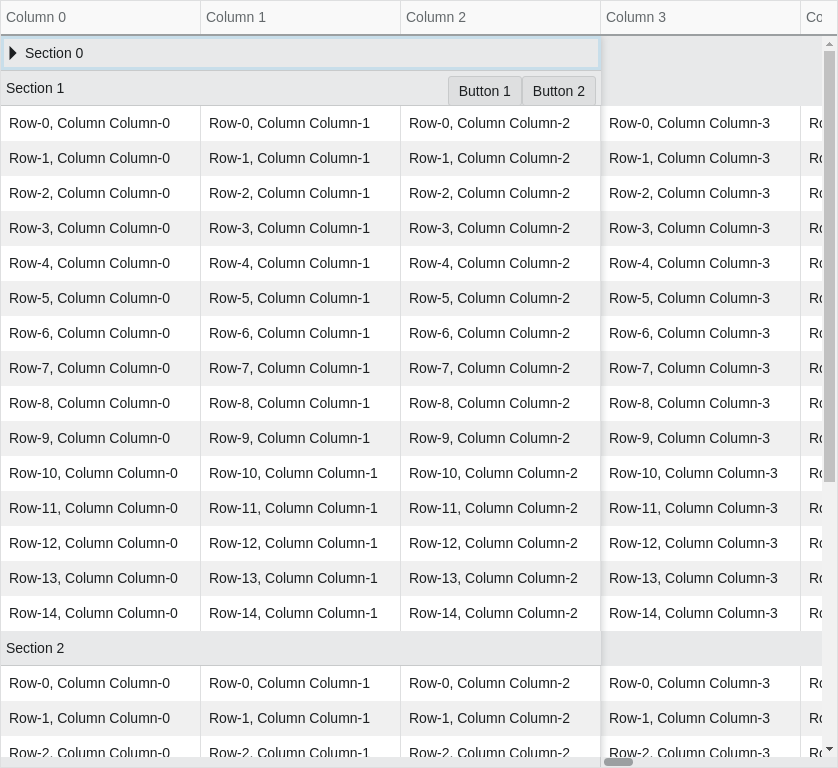 Column 0 Column 1 Column 2 Column 3 Co
Section 0
Section 1 Button 1 Button 2
Row-0, Column Column-0 Row-0, Column Column-1 Row-0, Column Column-2 Row-0, Column Column-3 Ro
Row-1, Column Column-0 Row-1, Column Column-1 Row-1, Column Column-2 Row-1, Column Column-3 Ro
Row-2, Column Column-0 Row-2, Column Column-1 Row-2, Column Column-2 Row-2, Column Column-3 Ro
Row-3, Column Column-0 Row-3, Column Column-1 Row-3, Column Column-2 Row-3, Column Column-3 Ro
Row-4, Column Column-0 Row-4, Column Column-1 Row-4, Column Column-2 Row-4, Column Column-3 Ro
Row-5, Column Column-0 Row-5, Column Column-1 Row-5, Column Column-2 Row-5, Column Column-3 Ro
Row-6, Column Column-0 Row-6, Column Column-1 Row-6, Column Column-2 Row-6, Column Column-3 Ro
Row-7, Column Column-0 Row-7, Column Column-1 Row-7, Column Column-2 Row-7, Column Column-3 Ro
Row-8, Column Column-0 Row-8, Column Column-1 Row-8, Column Column-2 Row-8, Column Column-3 Ro
Row-9, Column Column-0 Row-9, Column Column-1 Row-9, Column Column-2 Row-9, Column Column-3 Ro
Row-10, Column Column-0 Row-10, Column Column-1 Row-10, Column Column-2 Row-10, Column Column-3 Ro
Row-11, Column Column-0 Row-11, Column Column-1 Row-11, Column Column-2 Row-11, Column Column-3 Ro
Row-12, Column Column-0 Row-12, Column Column-1 Row-12, Column Column-2 Row-12, Column Column-3 Ro
Row-13, Column Column-0 Row-13, Column Column-1 Row-13, Column Column-2 Row-13, Column Column-3 Ro
Row-14, Column Column-0 Row-14, Column Column-1 Row-14, Column Column-2 Row-14, Column Column-3 Ro
Section 2
Row-0, Column Column-0 Row-0, Column Column-1 Row-0, Column Column-2 Row-0, Column Column-3 Ro
Row-1, Column Column-0 Row-1, Column Column-1 Row-1, Column Column-2 Row-1, Column Column-3 Ro
Row-2, Column Column-0 Row-2, Column Column-1 Row-2, Column Column-2 Row-2, Column Column-3 Ro